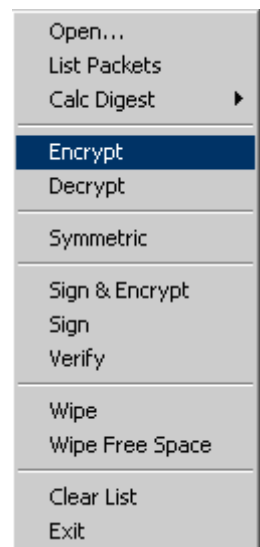 Open...
List Packets
Calc Digest
Encrypt
Decrypt
Symmetric
Sign & Encrypt
Sign
Verify
Wipe
Wipe Free Space
Clear List
Exit